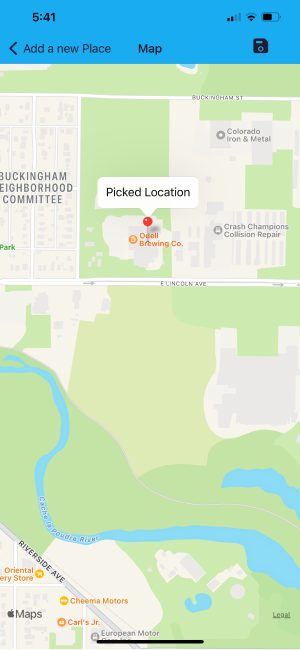 5:41
Add a new Place
Map
BUCKINGHAM ST
Colorado
Iron & Metal
BUCKINGHAM
EIGHBORHOOD
COMMITTEE
Picked Location
Crash Champions
Collision Repair
Odell
Brewing Co.
Park
E LINCOLN AVE
Cache la Poudre River
RIVERSIDE AVE
Oriental
ery Store
Cheema Motors
Maps
Legal
Carl's Jr.
European Motor